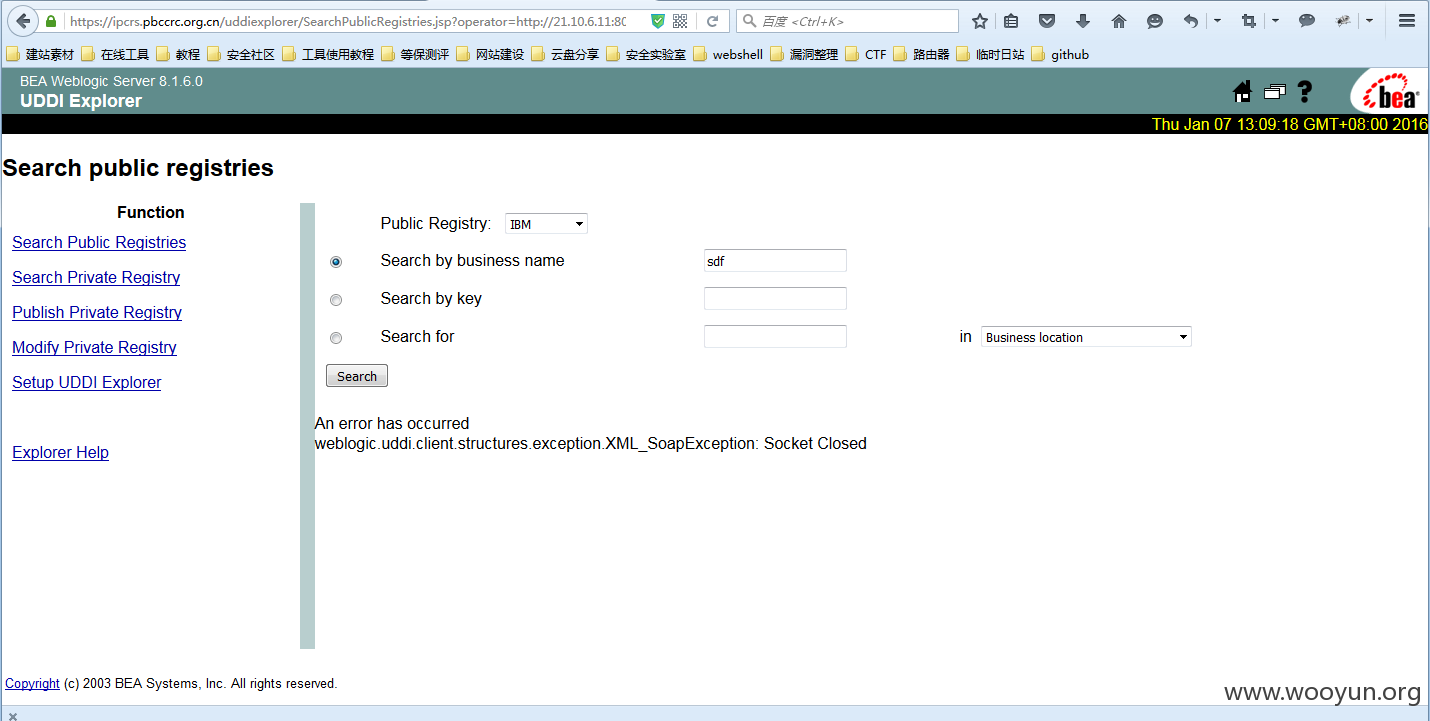 https://ipcrs.pbccrc.org.cn/uddiexplorer/SearchPublicRegistries.jsp?operator=http://21.10.6.11:80
百度 <Ctrl+K>
建站素材 在线工具 教程 安全社区 工具使用教程 等保测评 网站建设 云盘分享 安全实验室 webshell 漏洞整理 CTF 路由器 临时日站 github
BEA Weblogic Server 8.1.6.0
UDDI Explorer
bea
Thu Jan 07 13:09:18 GMT+08:00 2016
Search public registries
Function
Search Public Registries
Search Private Registry
Publish Private Registry
Modify Private Registry
Setup UDDI Explorer
Explorer Help
Public Registry: IBM
Search by business name sdf
Search by key
Search for in Business location
Search
An error has occurred
weblogic.uddi.client.structures.exception.XML_SoapException: Socket Closed
Copyright (c) 2003 BEA Systems, Inc. All rights reserved.
www.wooyun.org